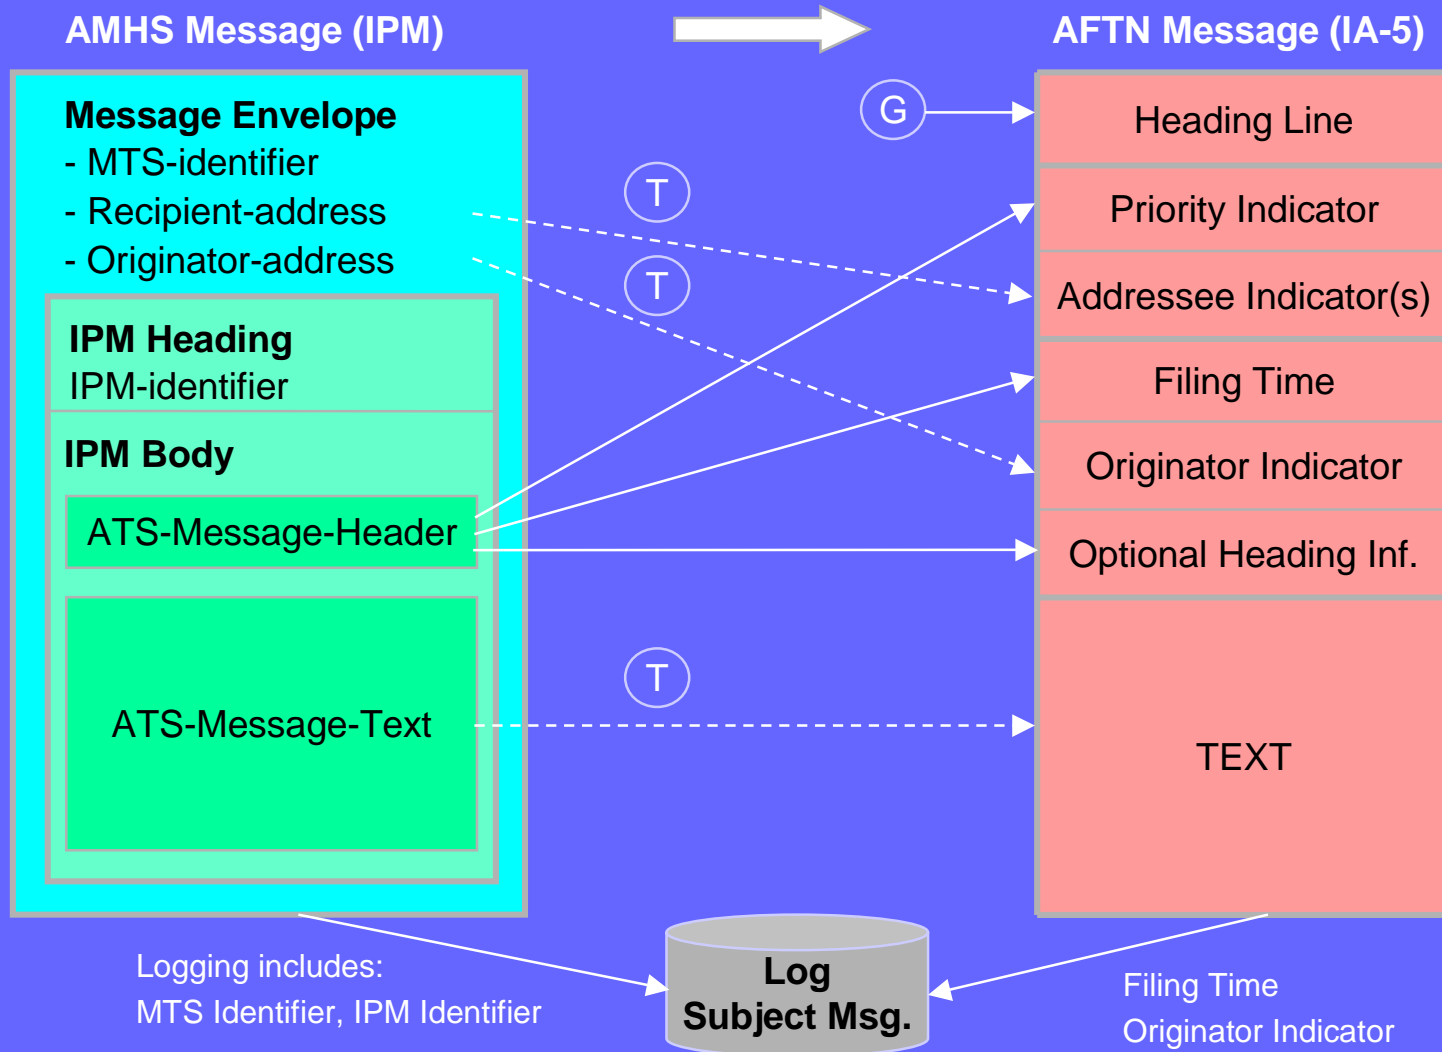 AMHS Message (IPM)
AFTN Message (IA-5)
Message Envelope
- MTS-identifier
- Recipient-address
- Originator-address
IPM Heading
IPM-identifier
IPM Body
ATS-Message-Header
ATS-Message-Text
G
T
T
T
Heading Line
Priority Indicator
Addressee Indicator(s)
Filing Time
Originator Indicator
Optional Heading Inf.
TEXT
Logging includes:
MTS Identifier, IPM Identifier
Log
Subject Msg.
Filing Time
Originator Indicator